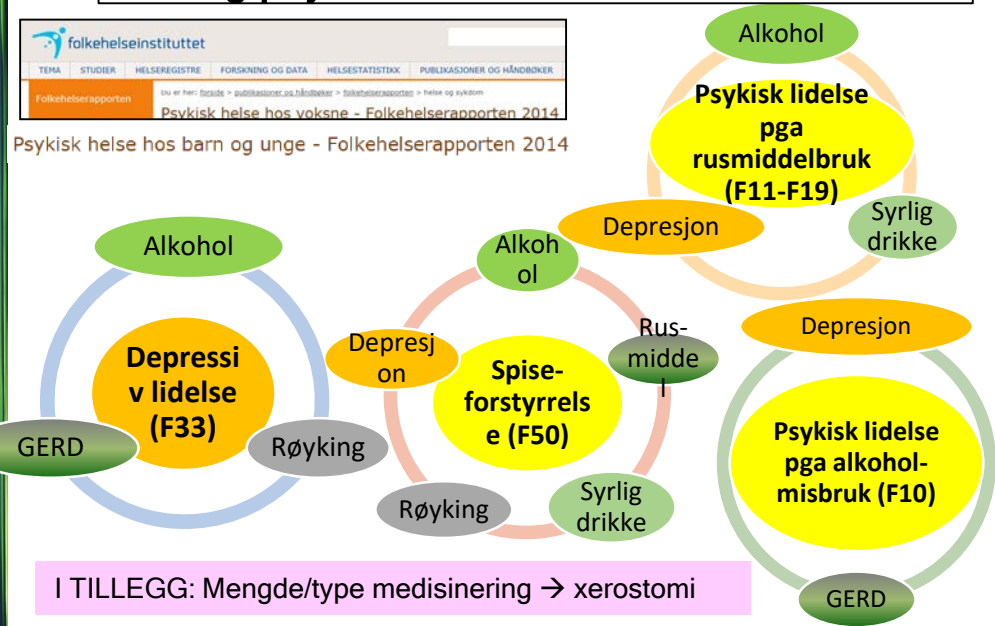 folkehelseinstituttet
TEMA STUDIER HELSEREGISTRE FORSKNING OG DATA HELSESTATISTIKK PUBLIKASJONER OG HÅNDBØKER
Folkehelserapporten
Du er her: forside > publikasjoner og håndbøker > folkehelserapporten > helse og sykdom
Psykisk helse hos voksne - Folkehelserapporten 2014
Psykisk helse hos barn og unge - Folkehelserapporten 2014
Alkohol
Psykisk lidelse
pga
rusmiddelbruk
(F11-F19)
Depresjon
Syrlig
drikke
Alkohol
Depressi
v lidelse
(F33)
GERD
Røyking
Alkoh
ol
Depresj
on
Rus-
midde
l
Spise-
forstyrrels
e (F50)
Røyking
Syrlig
drikke
Depresjon
Psykisk lidelse
pga alkohol-
misbruk (F10)
GERD
I TILLEGG: Mengde/type medisinering → xerostomi